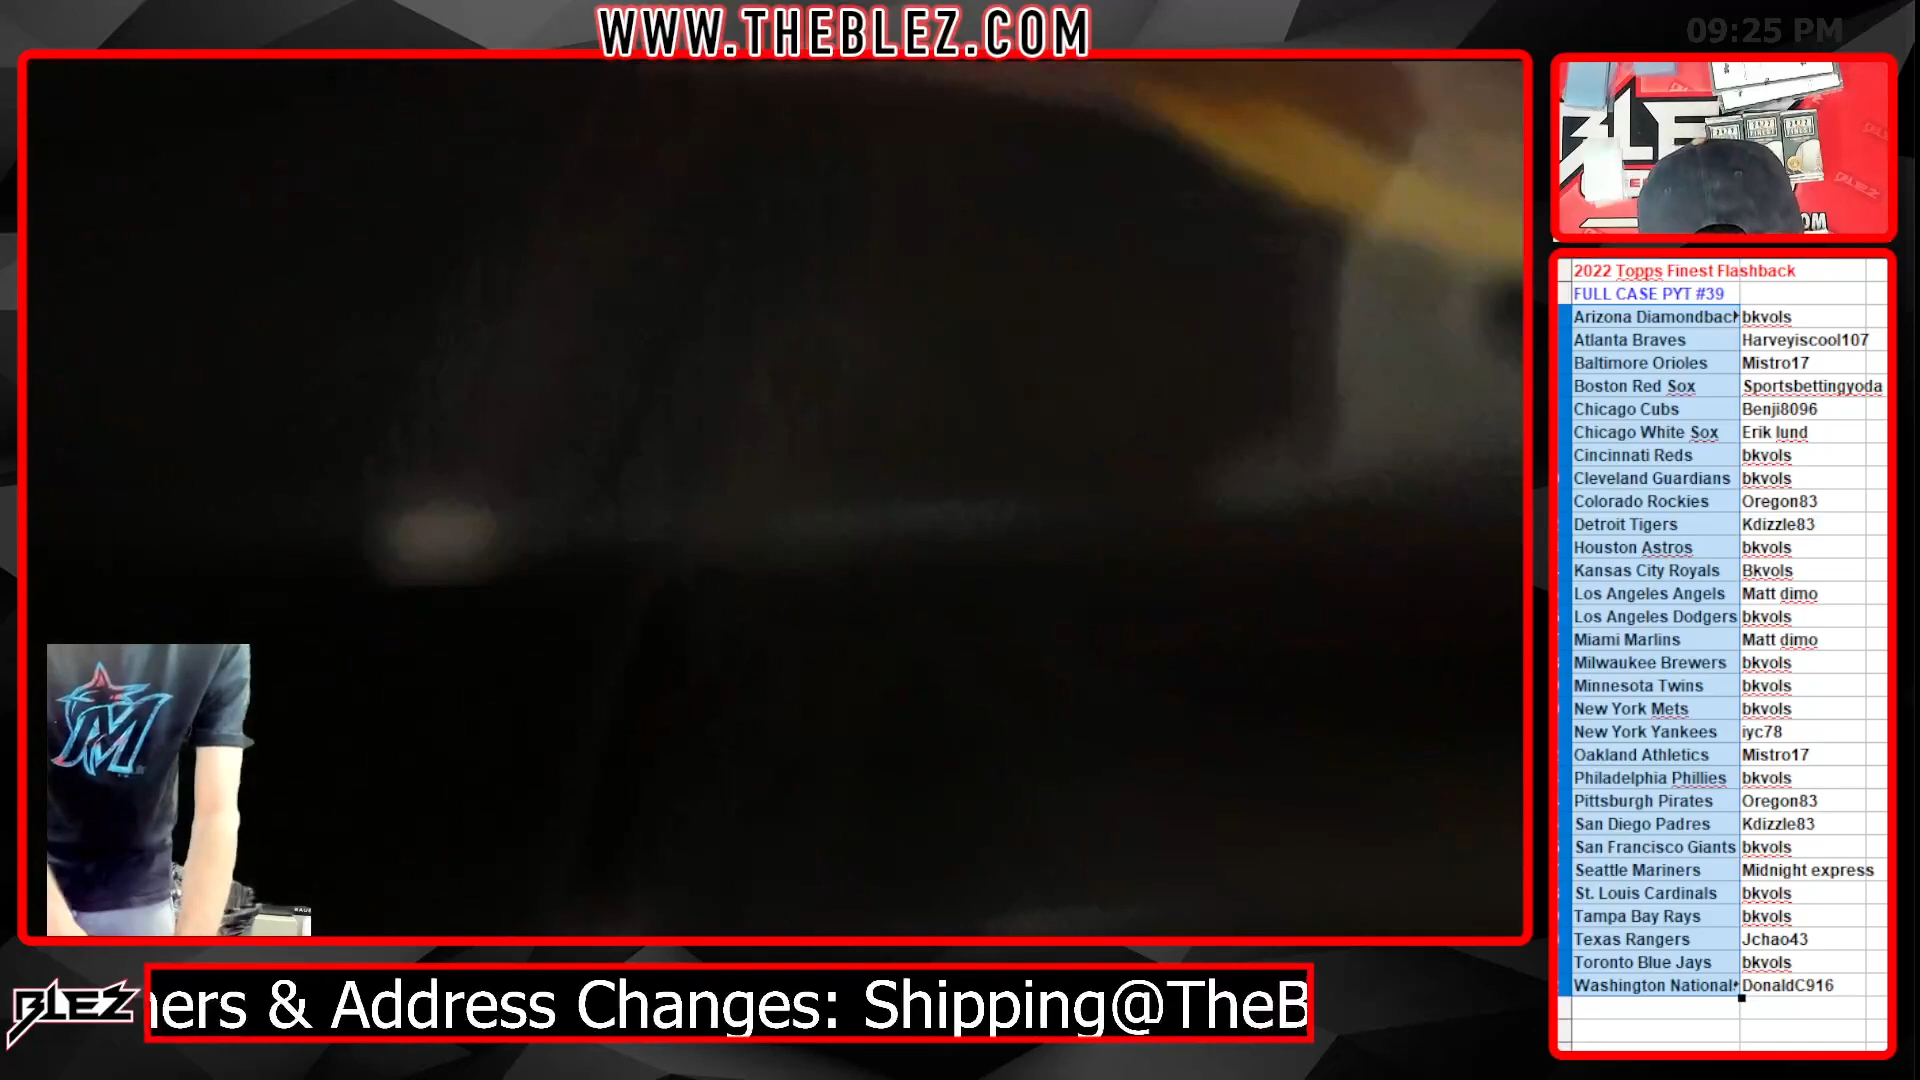 WWW.THEBLEZ.COM
09:25 PM
BLEZ
2022 FINEST
2022 FINEST
2022 Topps Finest Flashback
FULL CASE PYT #39
Arizona Diamondback bkvols
Atlanta Braves Harveyiscool107
Baltimore Orioles Mistro17
Boston Red Sox Sportsbettingyoda
Chicago Cubs Benji8096
Chicago White Sox Erik lund
Cincinnati Reds bkvols
Cleveland Guardians bkvols
Colorado Rockies Oregon83
Detroit Tigers Kdizzle83
Houston Astros bkvols
Kansas City Royals Bkvols
Los Angeles Angels Matt dimo
Los Angeles Dodgers bkvols
Miami Marlins Matt dimo
Milwaukee Brewers bkvols
Minnesota Twins bkvols
New York Mets bkvols
New York Yankees iyc78
Oakland Athletics Mistro17
Philadelphia Phillies bkvols
Pittsburgh Pirates Oregon83
San Diego Padres Kdizzle83
San Francisco Giants bkvols
Seattle Mariners Midnight express
St. Louis Cardinals bkvols
Tampa Bay Rays bkvols
Texas Rangers Jchao43
Toronto Blue Jays bkvols
Washington National DonaldC916
M
BLEZ
ners & Address Changes: Shipping@TheB